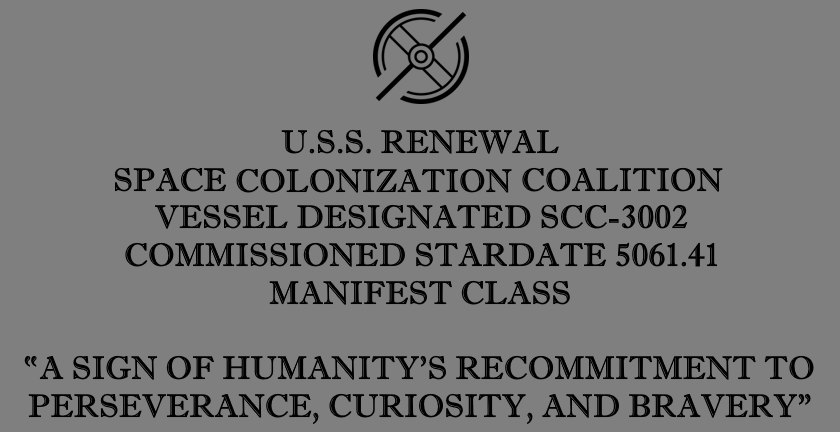 U.S.S. RENEWAL
SPACE COLONIZATION COALITION
VESSEL DESIGNATED SCC-3002
COMMISSIONED STARDATE 5061.41
MANIFEST CLASS
“A SIGN OF HUMANITY’S RECOMMITMENT TO
PERSEVERANCE, CURIOSITY, AND BRAVERY”